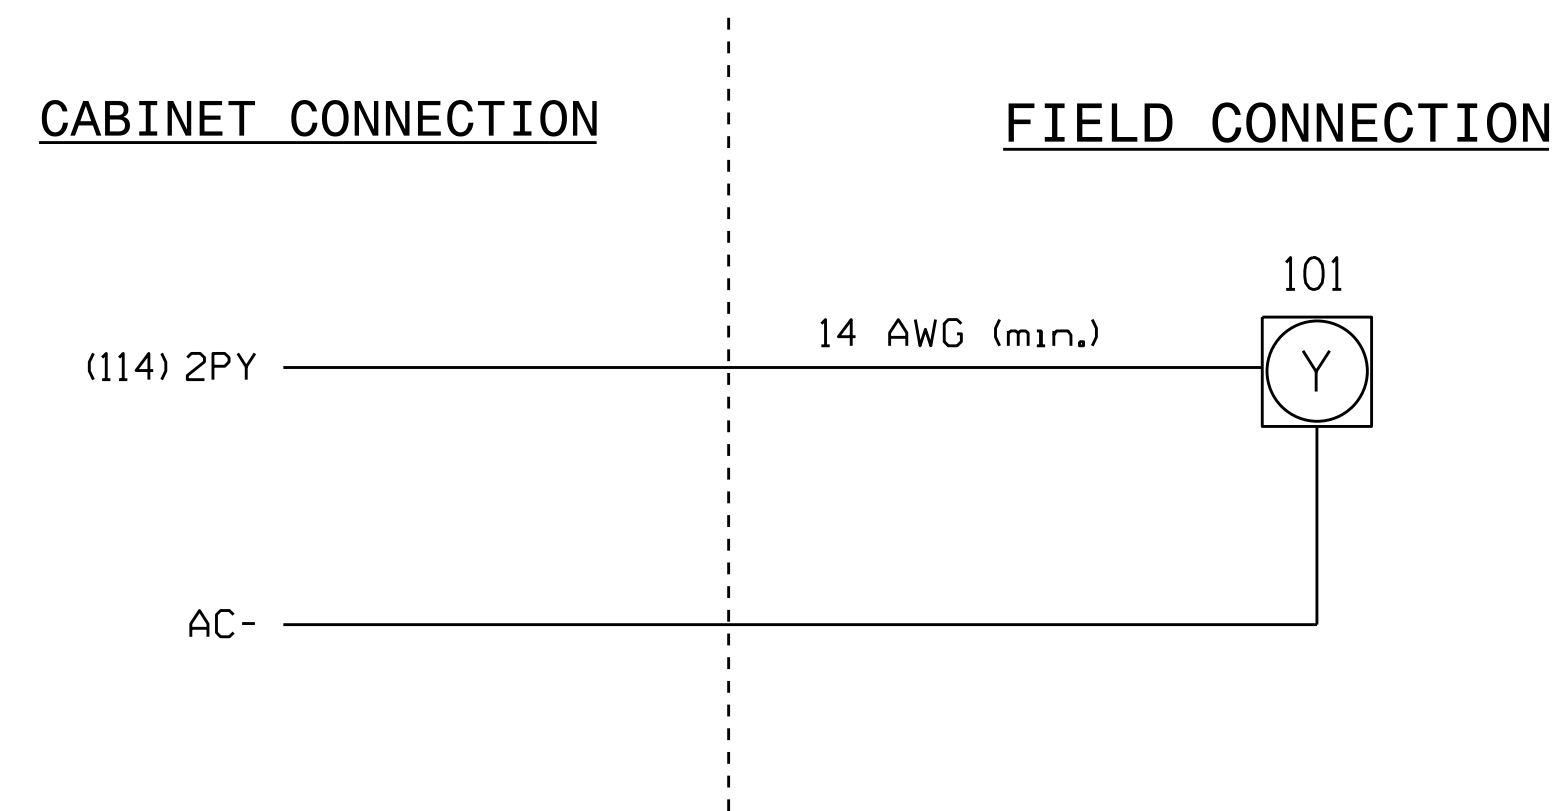 CABINET CONNECTION
FIELD CONNECTION
101
14 AWG (min.)
(114) 2PY
Y
AC-